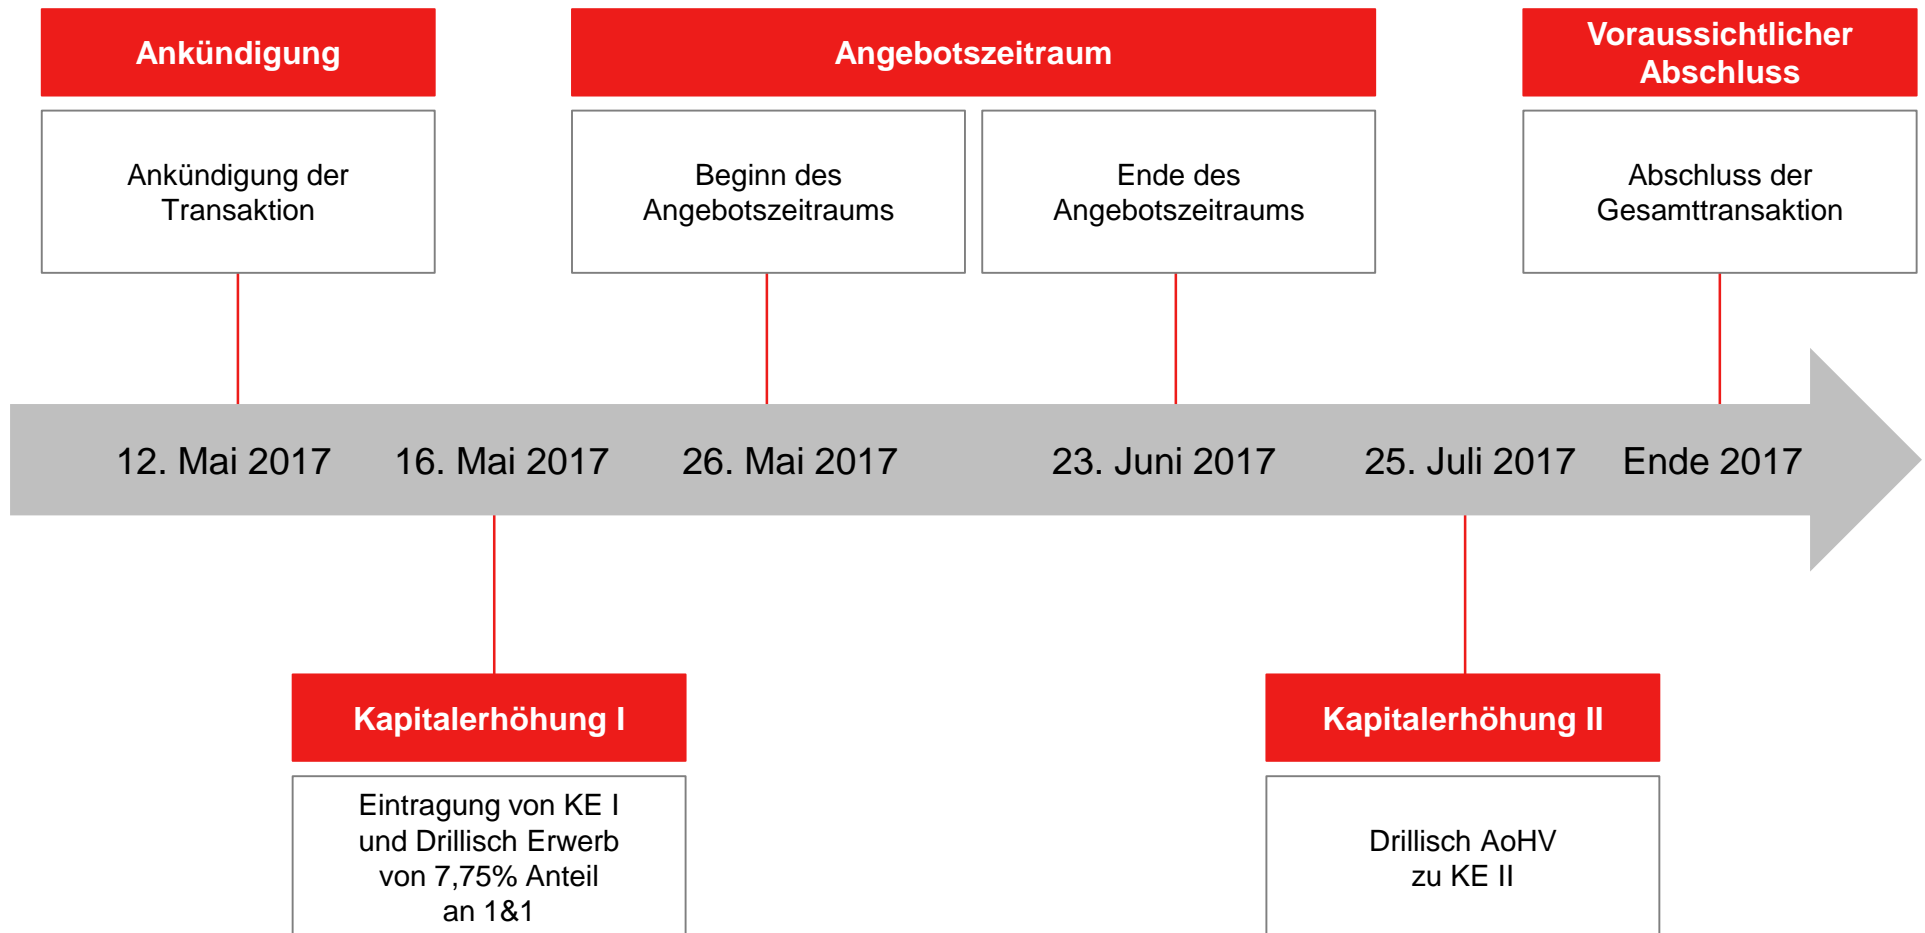 Ankündigung
Angebotszeitraum
Voraussichtlicher
Abschluss
Ankündigung der
Transaktion
Beginn des
Angebotszeitraums
Ende des
Angebotszeitraums
Abschluss der
Gesamttransaktion
12. Mai 2017
16. Mai 2017
26. Mai 2017
23. Juni 2017
25. Juli 2017
Ende 2017
Kapitalerhöhung I
Eintragung von KE I
und Drillisch Erwerb
von 7,75% Anteil
an 1&1
Kapitalerhöhung II
Drillisch AoHV
zu KE II